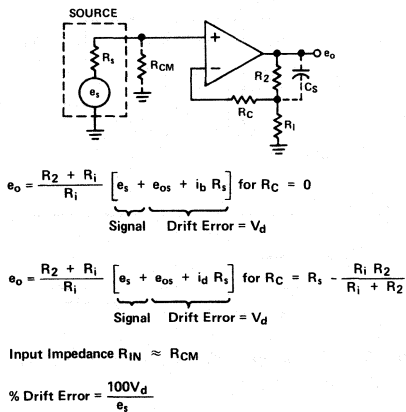 SOURCE
Rs
es
RCM
+
−
eo
R2
CS
RC
Ri
eo = R2 + Ri / Ri [es + eos + ib Rs] for RC = 0
Signal Drift Error = Vd
eo = R2 + Ri / Ri [es + eos + id Rs] for RC = Rs - Ri R2 / Ri + R2
Signal Drift Error = Vd
Input Impedance RIN ≈ RCM
% Drift Error = 100Vd / es